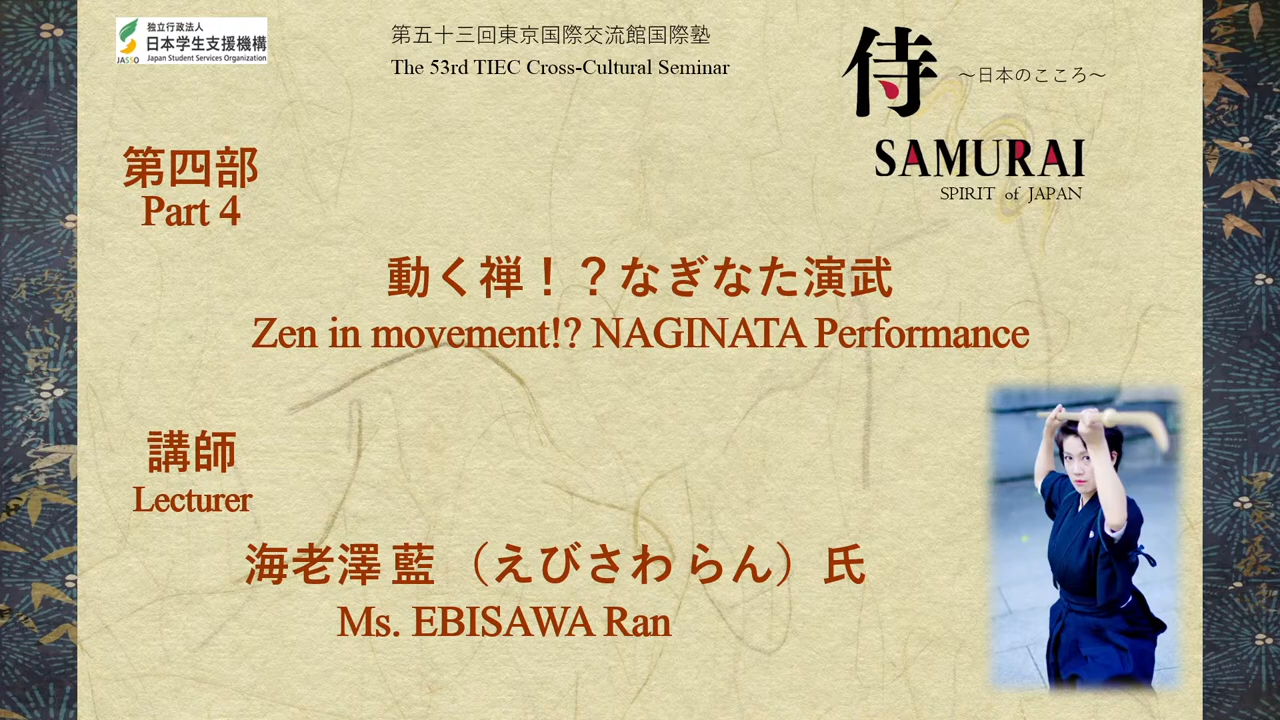 独立行政法人
日本学生支援機構
JASSO
Japan Student Services Organization
第五十三回東京国際交流館国際塾
The 53rd TIEC Cross-Cultural Seminar
侍 ～日本のこころ～
SAMURAI
SPIRIT of JAPAN
第四部
Part 4
動く禅！？なぎなた演武
Zen in movement!? NAGINATA Performance
講師
Lecturer
海老澤 藍 （えびさわ らん）氏
Ms. EBISAWA Ran